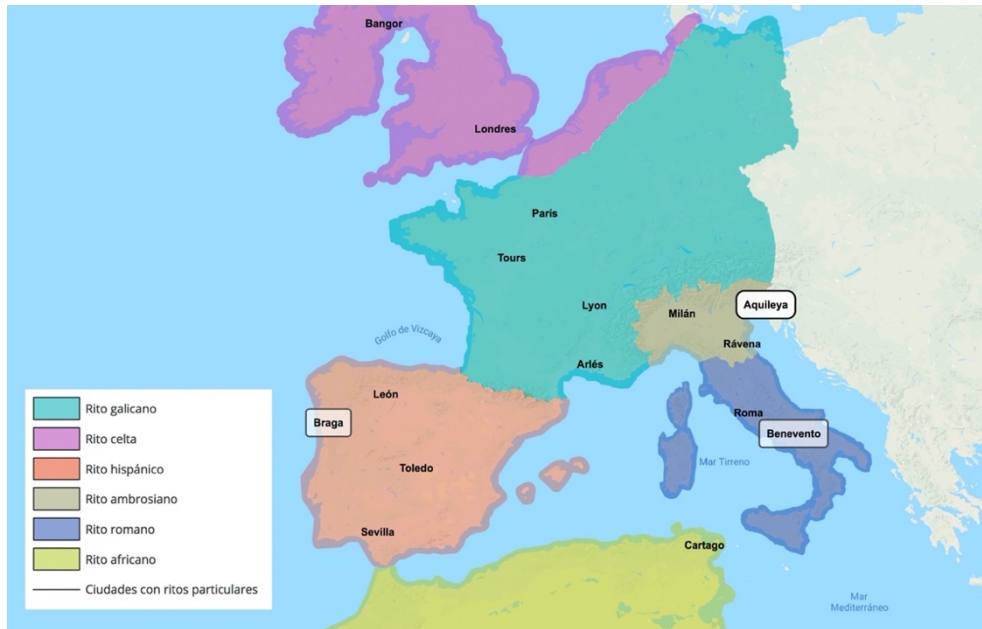 Bangor
Londres
París
Tours
Lyon
Milán
Aquileya
Rávena
Arlés
Golfo de Vizcaya
León
Braga
Toledo
Sevilla
Roma
Benevento
Mar Tirreno
Cartago
Mar
Mediterráneo
Rito galicano
Rito celta
Rito hispánico
Rito ambrosiano
Rito romano
Rito africano
Ciudades con ritos particulares